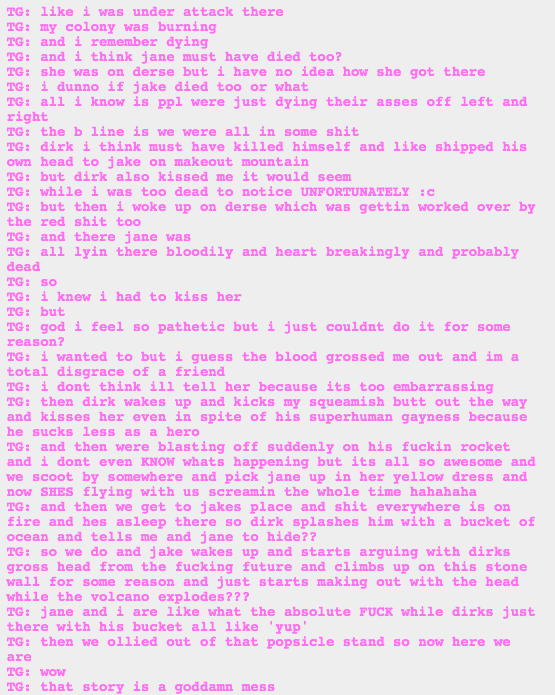 TG: like i was under attack there
TG: my colony was burning
TG: and i remember dying
TG: and i think jane must have died too?
TG: she was on derse but i have no idea how she got there
TG: i dunno if jake died too or what
TG: all i know is ppl were just dying their asses off left and
right
TG: the b line is we were all in some shit
TG: dirk i think must have killed himself and like shipped his
own head to jake on makeout mountain
TG: but dirk also kissed me it would seem
TG: while i was too dead to notice UNFORTUNATELY :c
TG: but then i woke up on derse which was gettin worked over by
the red shit too
TG: and there jane was
TG: all lyin there bloodily and heart breakingly and probably
dead
TG: so
TG: i knew i had to kiss her
TG: but
TG: god i feel so pathetic but i just couldnt do it for some
reason?
TG: i wanted to but i guess the blood grossed me out and im a
total disgrace of a friend
TG: i dont think ill tell her because its too embarrassing
TG: then dirk wakes up and kicks my squeamish butt out the way
and kisses her even in spite of his superhuman gayness because
he sucks less as a hero
TG: and then were blasting off suddenly on his fuckin rocket
and i dont even KNOW whats happening but its all so awesome and
we scoot by somewhere and pick jane up in her yellow dress and
now SHES flying with us screamin the whole time hahahaha
TG: and then we get to jakes place and shit everywhere is on
fire and hes asleep there so dirk splashes him with a bucket of
ocean and tells me and jane to hide??
TG: so we do and jake wakes up and starts arguing with dirks
gross head from the fucking future and climbs up on this stone
wall for some reason and just starts making out with the head
while the volcano explodes???
TG: jane and i are like what the absolute FUCK while dirks just
there with his bucket all like 'yup'
TG: then we ollied out of that popsicle stand so now here we
are
TG: wow
TG: that story is a goddamn mess